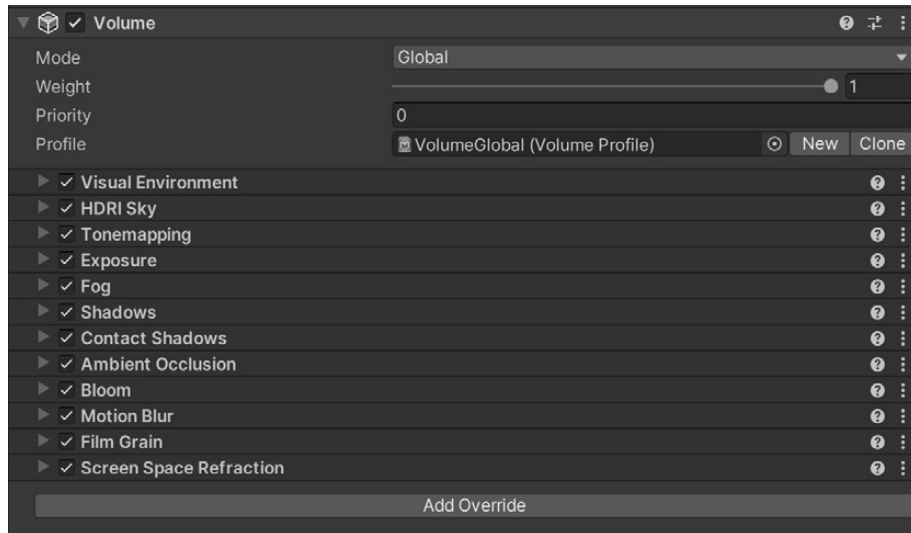 Volume
Mode Global
Weight 1
Priority 0
Profile VolumeGlobal (Volume Profile) New Clone
Visual Environment
HDRI Sky
Tonemapping
Exposure
Fog
Shadows
Contact Shadows
Ambient Occlusion
Bloom
Motion Blur
Film Grain
Screen Space Refraction
Add Override